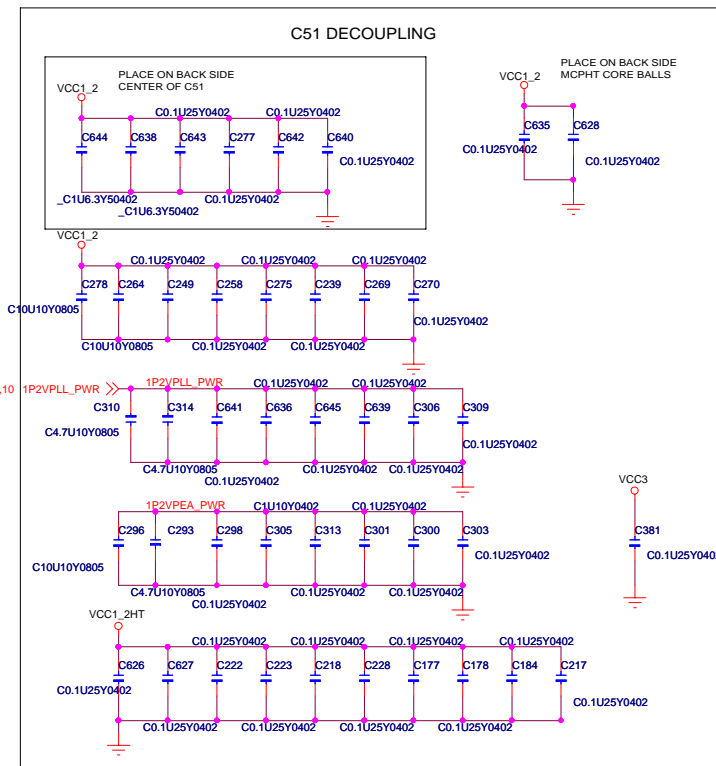 C51 DECOUPLING
PLACE ON BACK SIDE
CENTER OF C51
VCC1_2
C0.1U25Y0402
C0.1U25Y0402
C644
C638
C643
C277
C642
C640
C0.1U25Y0402
_C1U6.3Y50402
C0.1U25Y0402
_C1U6.3Y50402
PLACE ON BACK SIDE
MCPHT CORE BALLS
VCC1_2
C635
C628
C0.1U25Y0402
C0.1U25Y0402
VCC1_2
C0.1U25Y0402
C0.1U25Y0402
C0.1U25Y0402
C278
C264
C249
C258
C275
C239
C269
C270
C10U10Y0805
C0.1U25Y0402
C10U10Y0805
C0.1U25Y0402
C0.1U25Y0402
,10 1P2VPLL_PWR
1P2VPLL_PWR
C0.1U25Y0402
C0.1U25Y0402
C310
C314
C641
C636
C645
C639
C306
C309
C4.7U10Y0805
C0.1U25Y0402
C4.7U10Y0805
C0.1U25Y0402
C0.1U25Y0402
C0.1U25Y0402
1P2VPEA_PWR
C1U10Y0402
C0.1U25Y0402
C296
C293
C298
C305
C313
C301
C300
C303
C10U10Y0805
C0.1U25Y0402
C4.7U10Y0805
C0.1U25Y0402
C0.1U25Y0402
C0.1U25Y0402
VCC3
C381
C0.1U25Y0402
VCC1_2HT
C0.1U25Y0402
C0.1U25Y0402
C0.1U25Y0402
C0.1U25Y0402
C626
C627
C222
C223
C218
C228
C177
C178
C184
C217
C0.1U25Y0402
C0.1U25Y0402
C0.1U25Y0402
C0.1U25Y0402
C0.1U25Y0402
C0.1U25Y0402